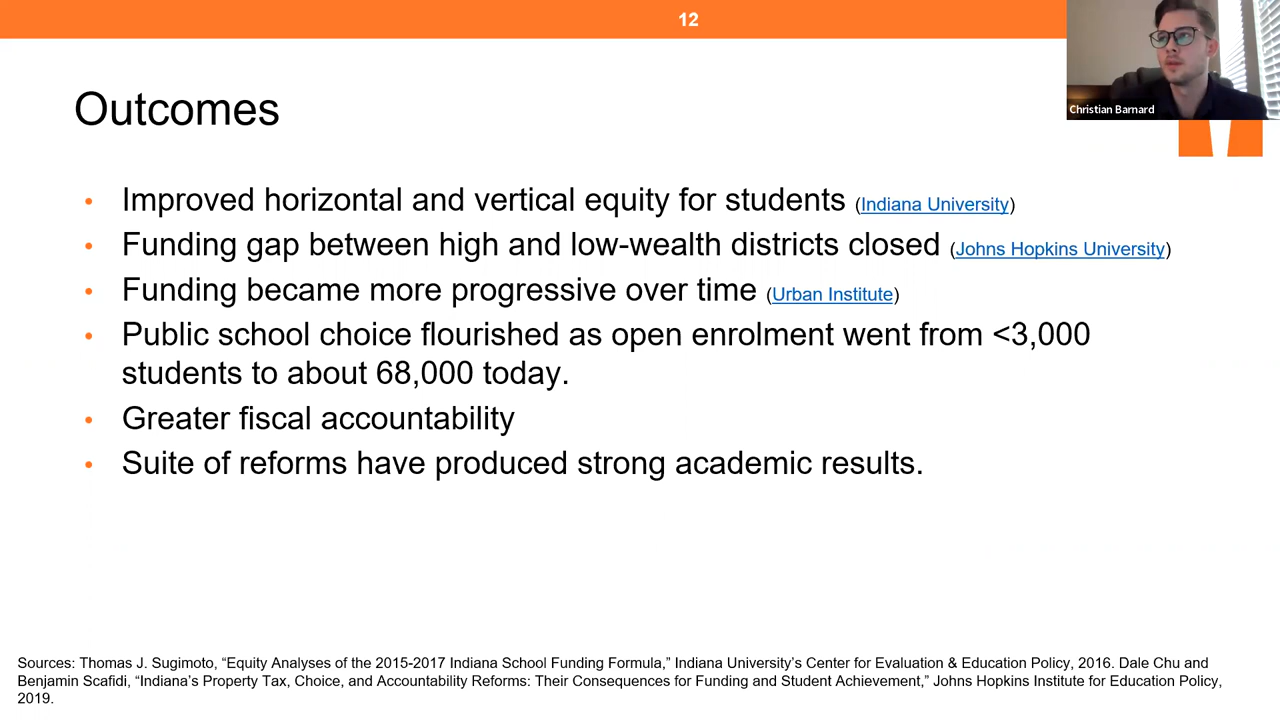 12
Christian Barnard
Outcomes
• Improved horizontal and vertical equity for students (Indiana University)
• Funding gap between high and low-wealth districts closed (Johns Hopkins University)
• Funding became more progressive over time (Urban Institute)
• Public school choice flourished as open enrolment went from <3,000
students to about 68,000 today.
• Greater fiscal accountability
• Suite of reforms have produced strong academic results.
Sources: Thomas J. Sugimoto, “Equity Analyses of the 2015-2017 Indiana School Funding Formula,” Indiana University’s Center for Evaluation & Education Policy, 2016. Dale Chu and
Benjamin Scafidi, “Indiana’s Property Tax, Choice, and Accountability Reforms: Their Consequences for Funding and Student Achievement,” Johns Hopkins Institute for Education Policy,
2019.